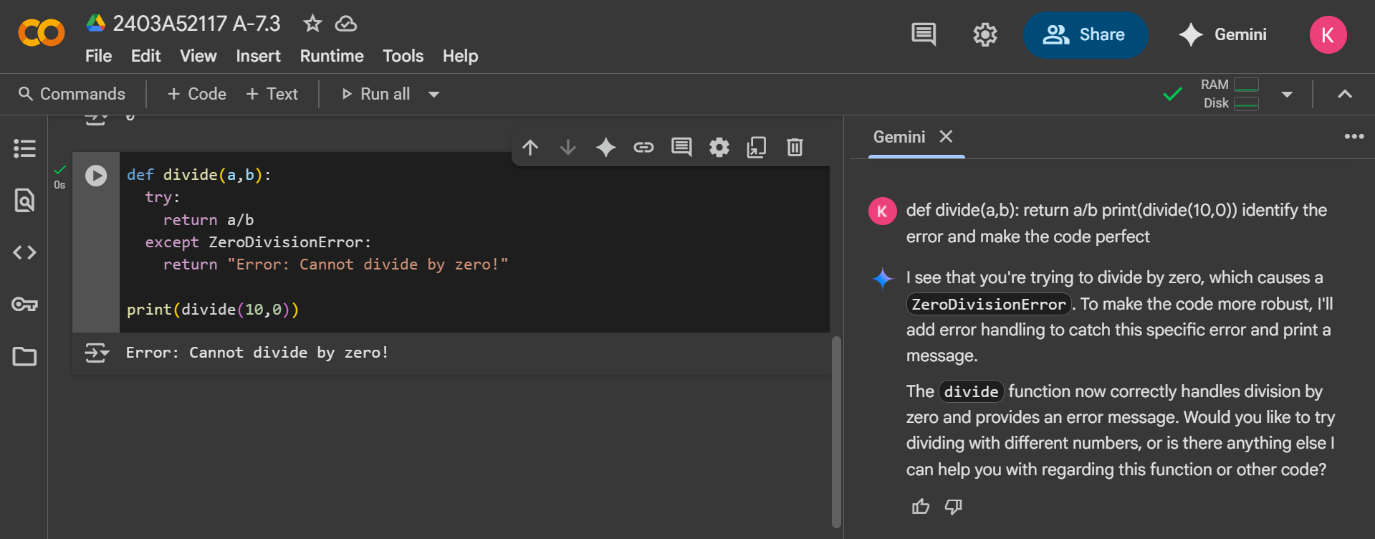 2403A52117 A-7.3
File Edit View Insert Runtime Tools Help
Share
Gemini
K
Commands + Code + Text Run all
RAM
Disk
0s
def divide(a,b):
  try:
    return a/b
  except ZeroDivisionError:
    return "Error: Cannot divide by zero!"
print(divide(10,0))
Error: Cannot divide by zero!
Gemini
K
def divide(a,b): return a/b print(divide(10,0)) identify the
error and make the code perfect
I see that you're trying to divide by zero, which causes a
ZeroDivisionError. To make the code more robust, I'll
add error handling to catch this specific error and print a
message.
The divide function now correctly handles division by
zero and provides an error message. Would you like to try
dividing with different numbers, or is there anything else I
can help you with regarding this function or other code?